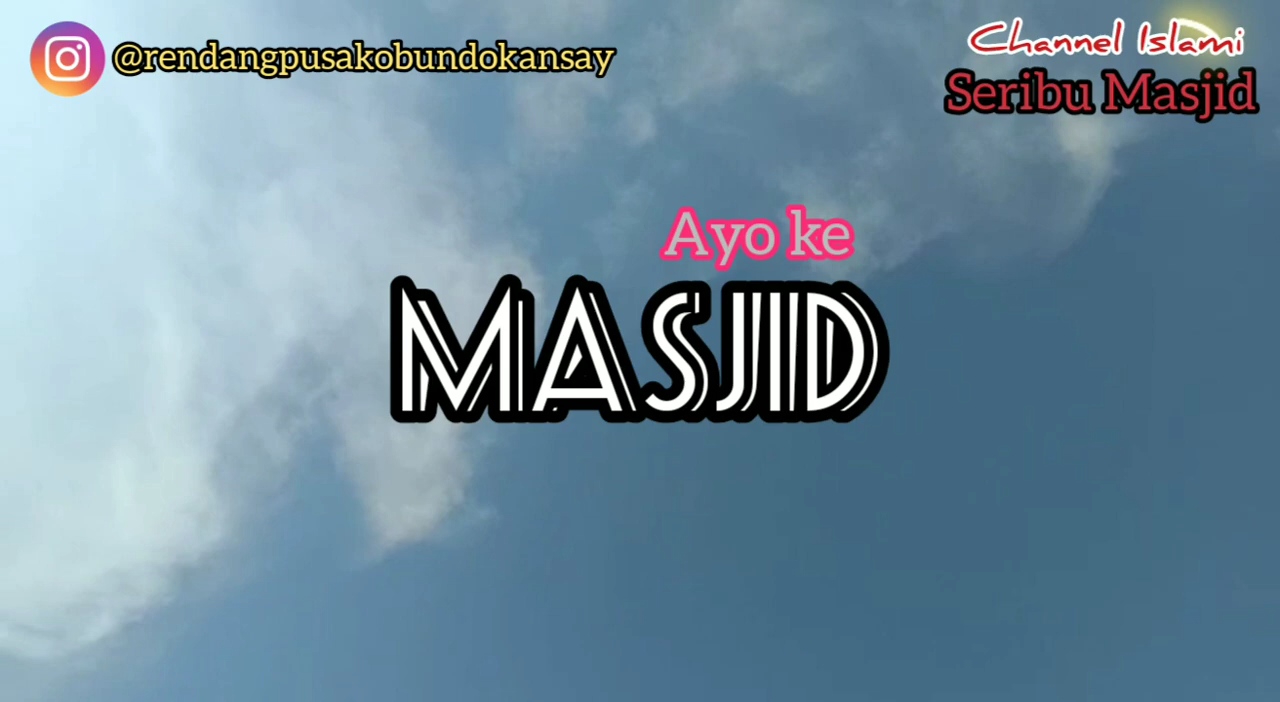 @rendangpusakobundokansay
Channel Islami
Seribu Masjid
Ayo ke
MASJID